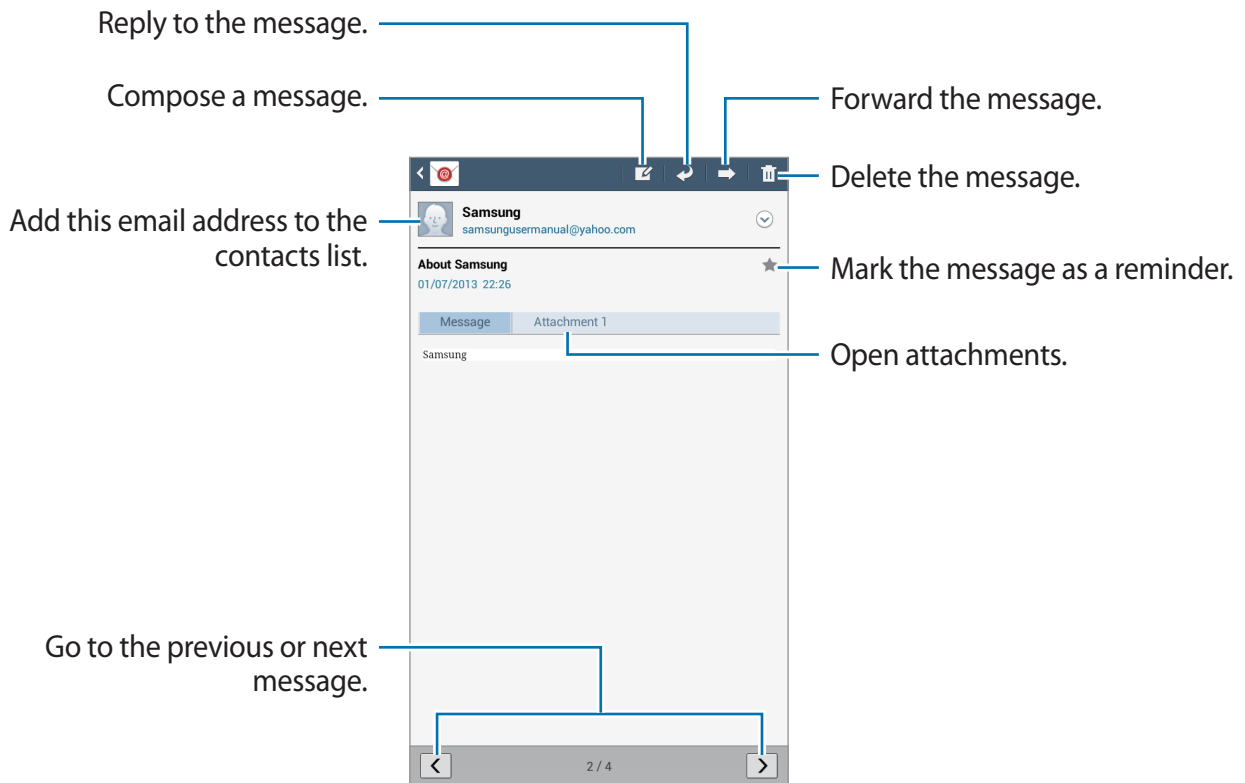 Reply to the message.
Compose a message.
Forward the message.
Delete the message.
Samsung
samsungusermanual@yahoo.com
Add this email address to the
contacts list.
About Samsung
Mark the message as a reminder.
01/07/2013 22:26
Message Attachment 1
Samsung
Open attachments.
Go to the previous or next
message.
2 / 4